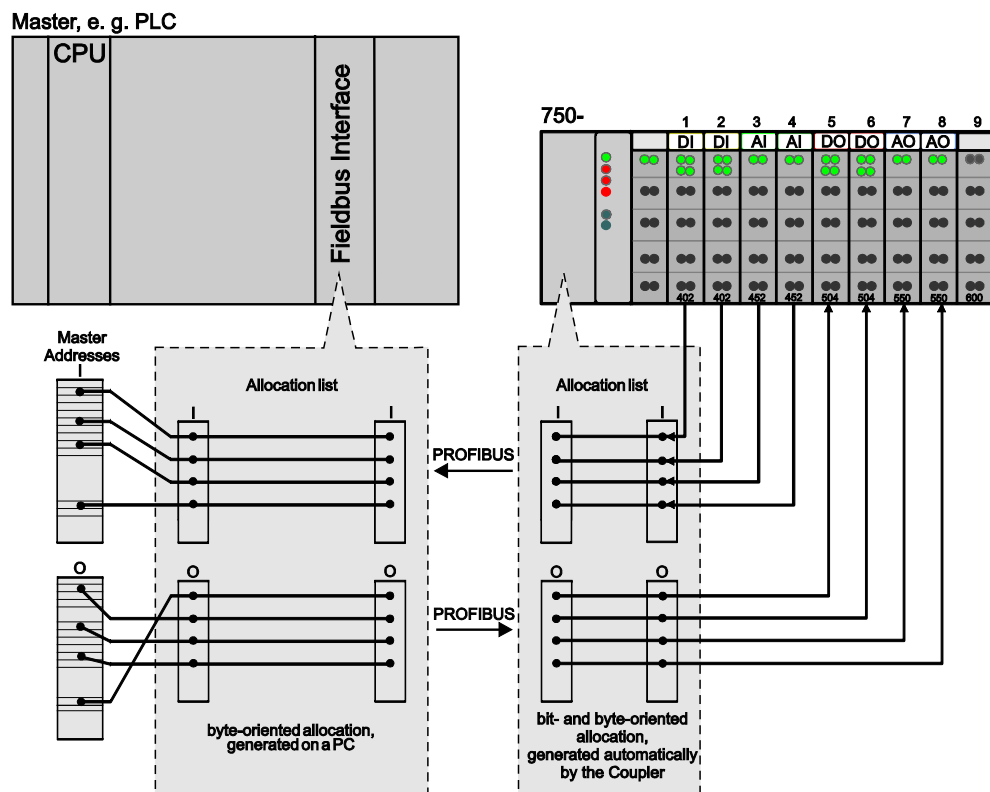 Master, e. g. PLC
CPU
Fieldbus Interface
750-
1 2 3 4 5 6 7 8 9
DI DI AI AI DO DO AO AO
402 402 452 452 504 504 550 550 600
Master
Addresses
I
Allocation list
I I
PROFIBUS
Allocation list
I I
O
O O
PROFIBUS
O O
byte-oriented allocation,
generated on a PC
bit- and byte-oriented
allocation,
generated automatically
by the Coupler